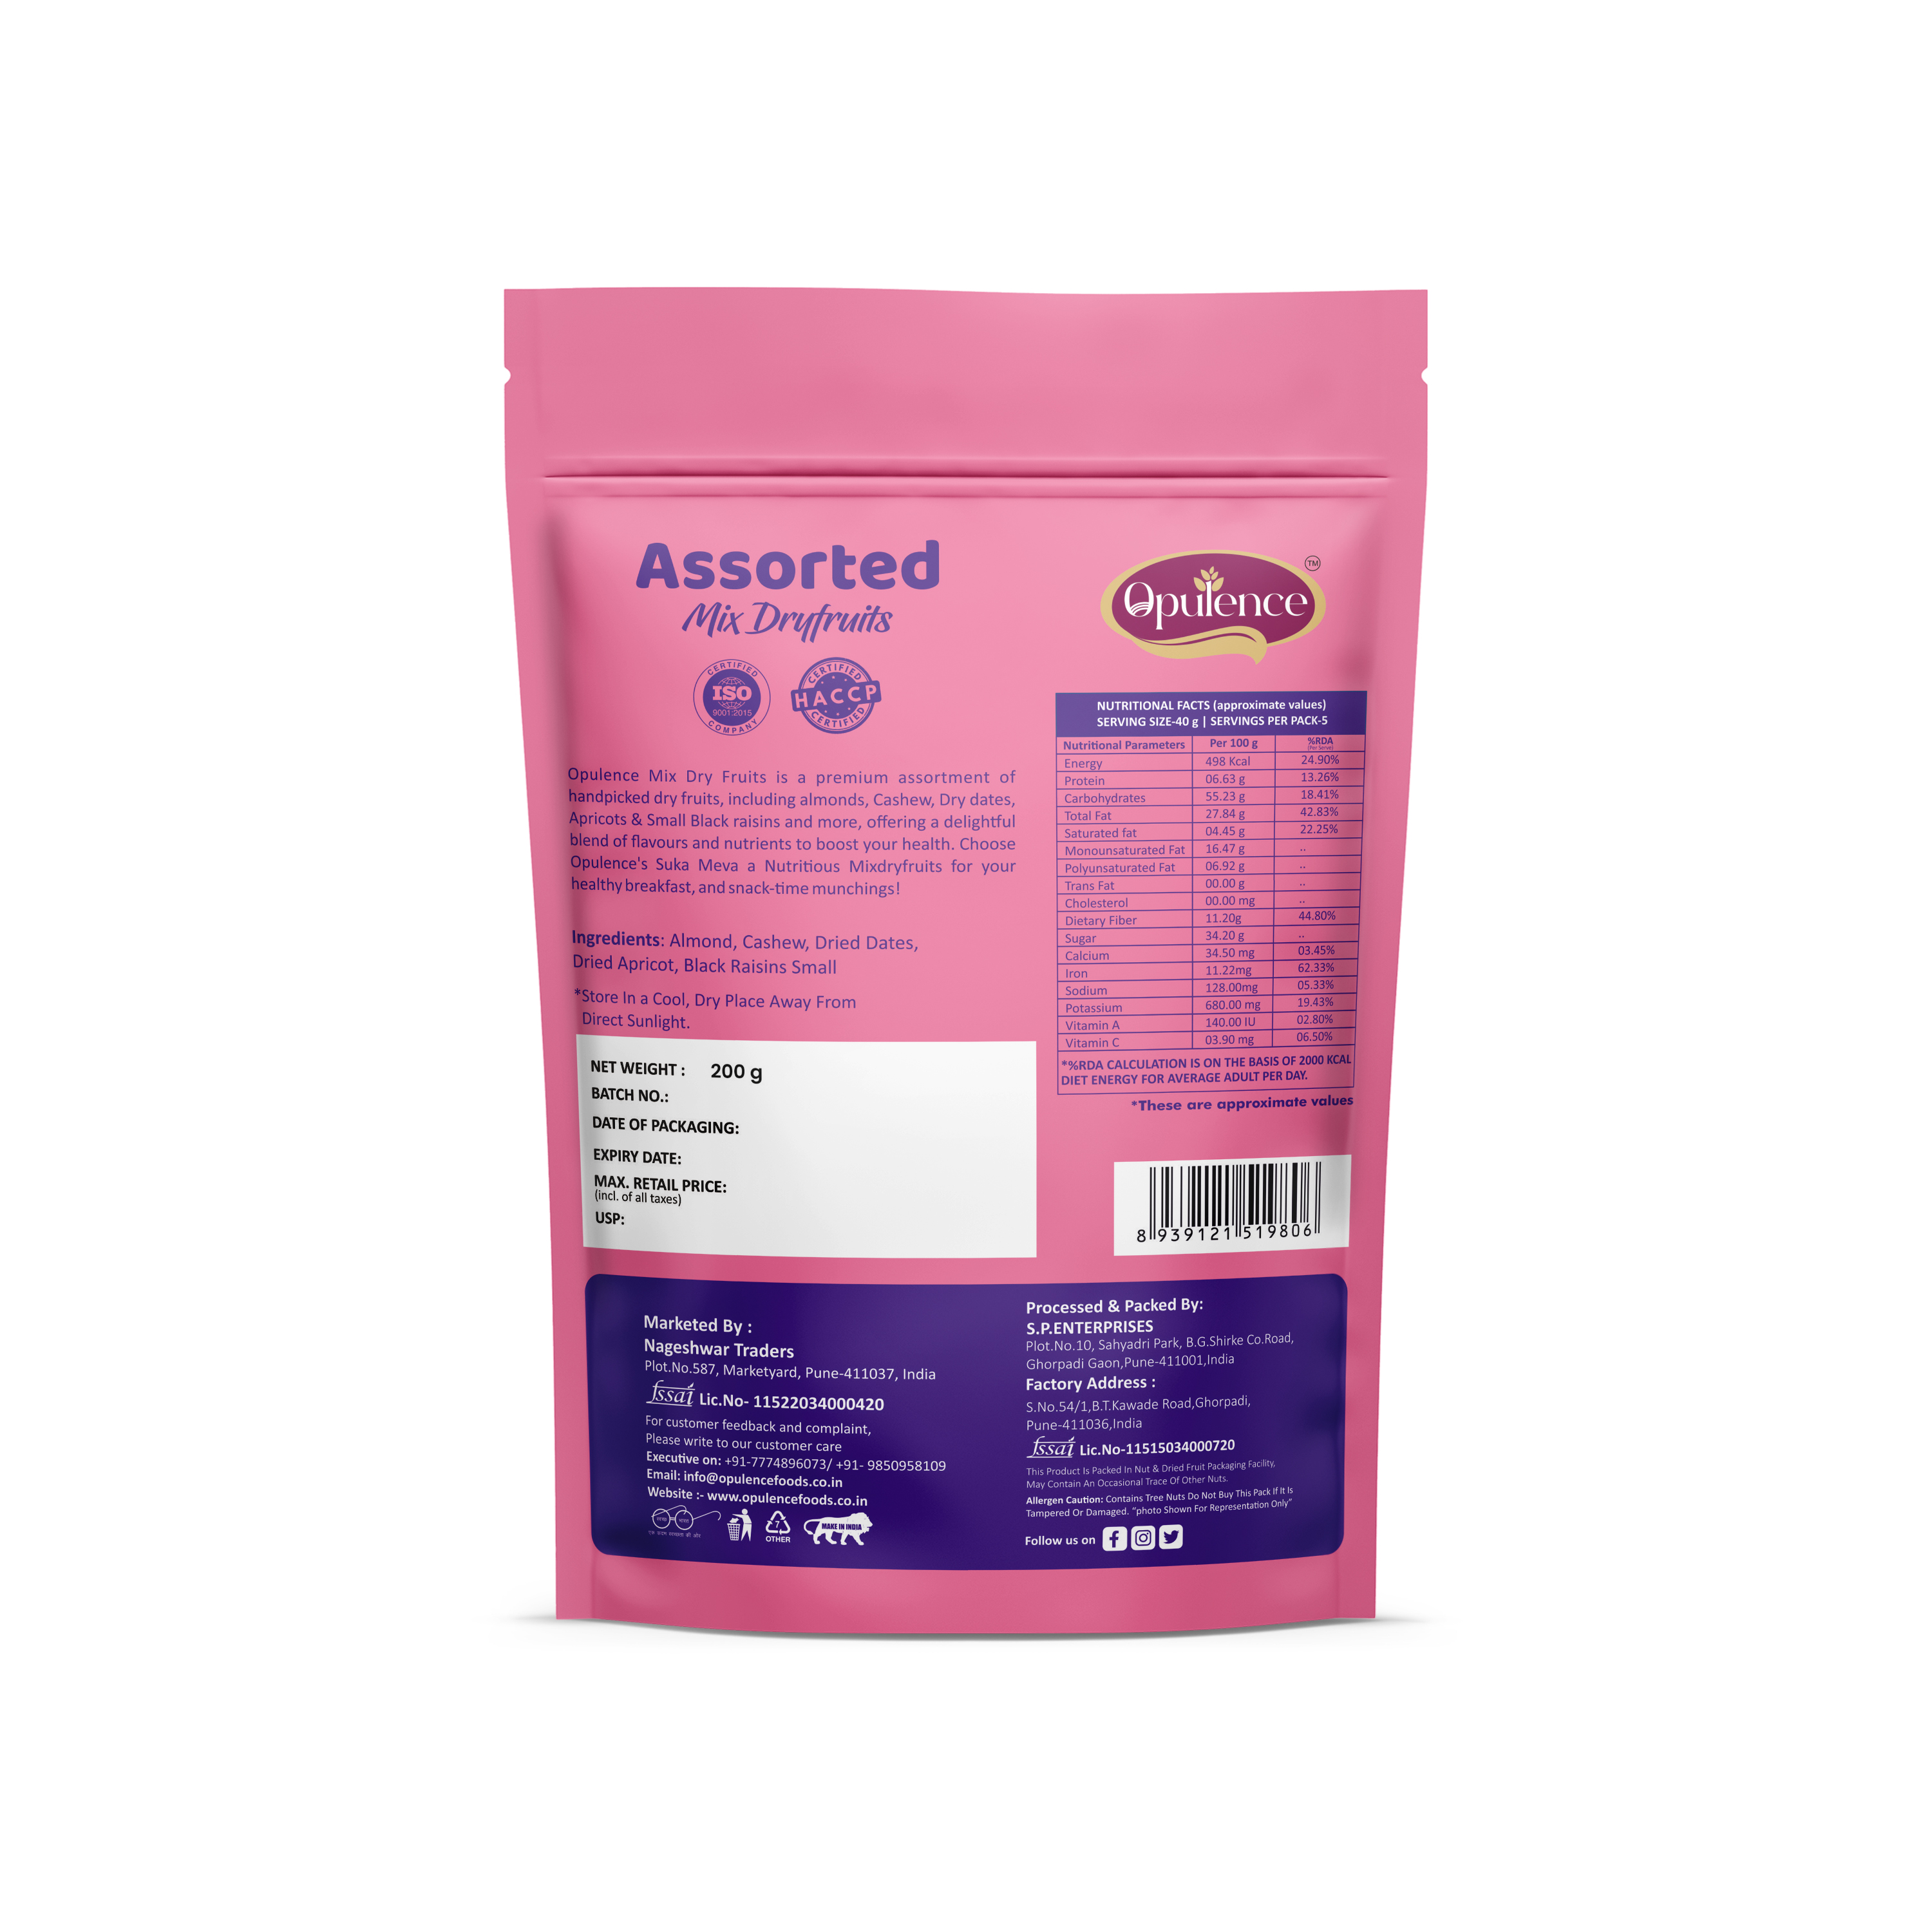 Assorted
Mix Dryfruits
CERTIFIED
ISO
9001:2015
COMPANY
CERTIFIED
HACCP
CERTIFIED
Opulence Mix Dry Fruits is a premium assortment of
handpicked dry fruits, including almonds, Cashew, Dry dates,
Apricots & Small Black raisins and more, offering a delightful
blend of flavours and nutrients to boost your health. Choose
Opulence's Suka Meva a Nutritious Mixdryfruits for your
healthy breakfast, and snack-time munchings!
Ingredients: Almond, Cashew, Dried Dates,
Dried Apricot, Black Raisins Small
*Store In a Cool, Dry Place Away From
Direct Sunlight.
NET WEIGHT : 200 g
BATCH NO.:
DATE OF PACKAGING:
EXPIRY DATE:
MAX. RETAIL PRICE:
(incl. of all taxes)
USP:
Opulence TM
NUTRITIONAL FACTS (approximate values)
SERVING SIZE-40 g | SERVINGS PER PACK-5
Nutritional Parameters Per 100 g %RDA
(Per Serve)
Energy 498 Kcal 24.90%
Protein 06.63 g 13.26%
Carbohydrates 55.23 g 18.41%
Total Fat 27.84 g 42.83%
Saturated fat 04.45 g 22.25%
Monounsaturated Fat 16.47 g ..
Polyunsaturated Fat 06.92 g ..
Trans Fat 00.00 g ..
Cholesterol 00.00 mg ..
Dietary Fiber 11.20g 44.80%
Sugar 34.20 g ..
Calcium 34.50 mg 03.45%
Iron 11.22mg 62.33%
Sodium 128.00mg 05.33%
Potassium 680.00 mg 19.43%
Vitamin A 140.00 IU 02.80%
Vitamin C 03.90 mg 06.50%
*%RDA CALCULATION IS ON THE BASIS OF 2000 KCAL
DIET ENERGY FOR AVERAGE ADULT PER DAY.
*These are approximate values
8 939121 519806
Marketed By :
Nageshwar Traders
Plot.No.587, Marketyard, Pune-411037, India
fssai Lic.No- 11522034000420
For customer feedback and complaint,
Please write to our customer care
Executive on: +91-7774896073/ +91- 9850958109
Email: info@opulencefoods.co.in
Website :- www.opulencefoods.co.in
स्वच्छ भारत
एक कदम स्वच्छता की ओर
7
OTHER
MAKE IN INDIA
Processed & Packed By:
S.P.ENTERPRISES
Plot.No.10, Sahyadri Park, B.G.Shirke Co.Road,
Ghorpadi Gaon,Pune-411001,India
Factory Address :
S.No.54/1,B.T.Kawade Road,Ghorpadi,
Pune-411036,India
fssai Lic.No-11515034000720
This Product Is Packed In Nut & Dried Fruit Packaging Facility,
May Contain An Occasional Trace Of Other Nuts.
Allergen Caution: Contains Tree Nuts Do Not Buy This Pack If It Is
Tampered Or Damaged. "photo Shown For Representation Only"
Follow us on